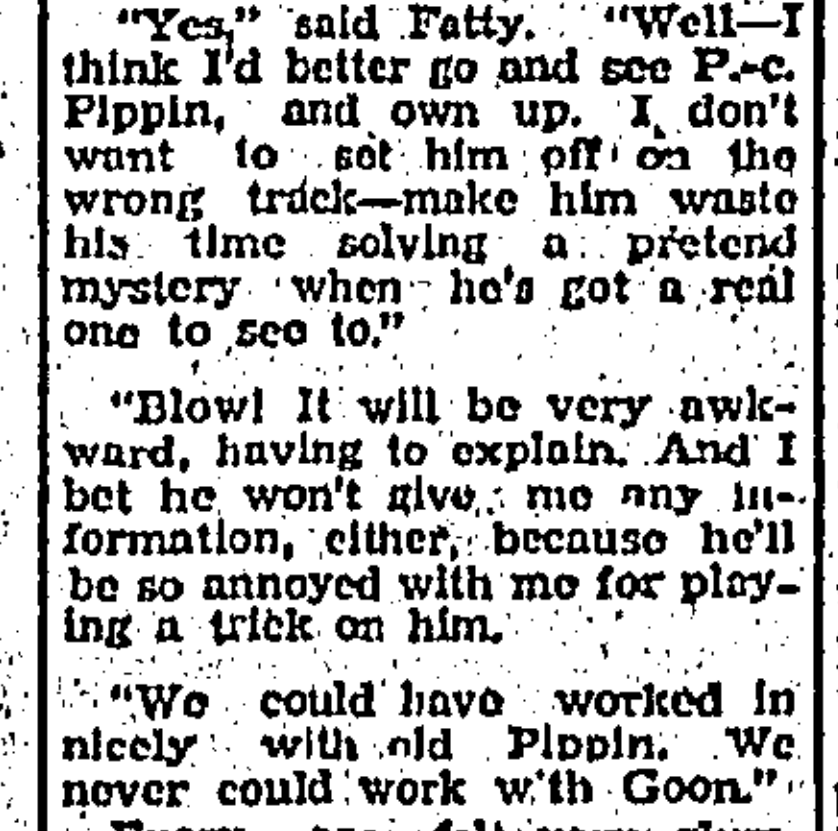 "Yes," said Fatty. "Well—I
think I'd better go and see P.-c.
Pippin, and own up. I don't
want to set him off on the
wrong track—make him waste
his time solving a pretend
mystery when he's got a real
one to see to."
"Blow! It will be very awk-
ward, having to explain. And I
bet he won't give me any in-
formation, either, because he'll
be so annoyed with me for play-
ing a trick on him.
"We could have worked in
nicely with old Pippin. We
never could work with Goon."